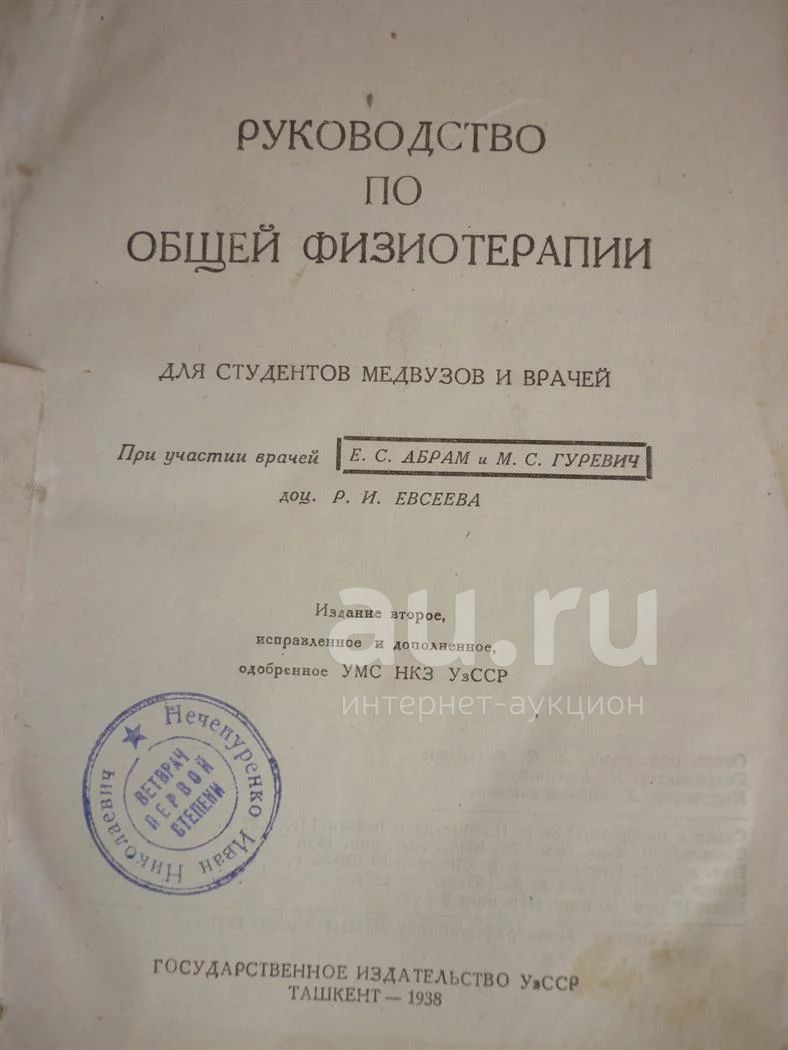 РУКОВОДСТВО
ПО
ОБЩЕЙ ФИЗИОТЕРАПИИ
ДЛЯ СТУДЕНТОВ МЕДВУЗОВ И ВРАЧЕЙ
При участии врачей Е. С. АБРАМ и М. С. ГУРЕВИЧ
доц. Р. И. ЕВСЕЕВА
Издание второе,
исправленное и дополненное,
одобренное УМС НКЗ УзССР
au.ru
интернет-аукцион
Нечепуренко Иван Николаевич
ВЕТВРАЧ
ПЕРВОЙ
СТЕПЕНИ
ГОСУДАРСТВЕННОЕ ИЗДАТЕЛЬСТВО УзССР
ТАШКЕНТ — 1938